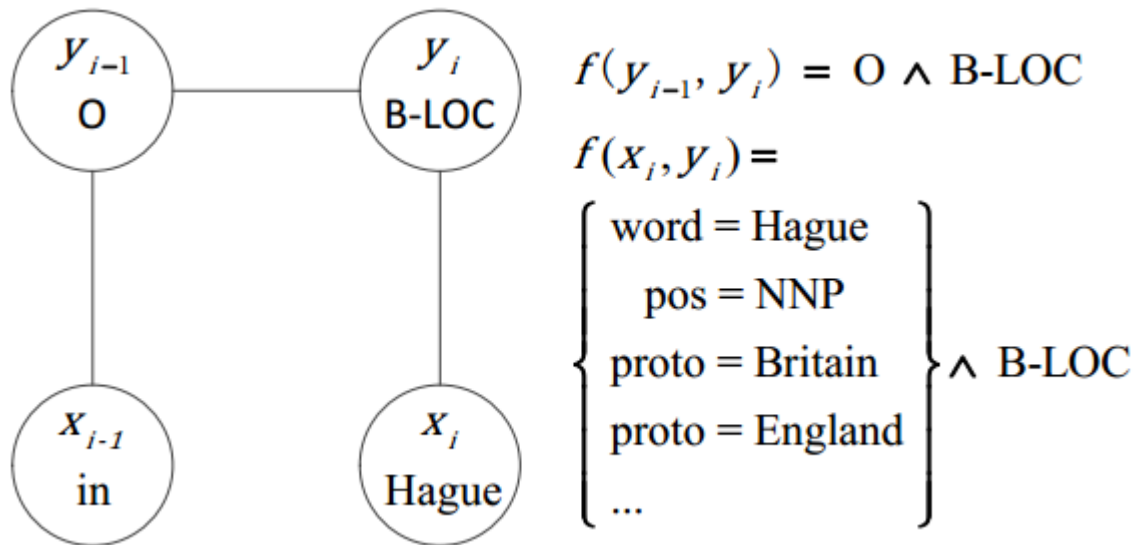 y_{i-1}
O
y_i
B-LOC
x_{i-1}
in
x_i
Hague
f(y_{i-1}, y_i) = O ∧ B-LOC
f(x_i, y_i) =
{ word = Hague
pos = NNP
proto = Britain
proto = England
... } ∧ B-LOC